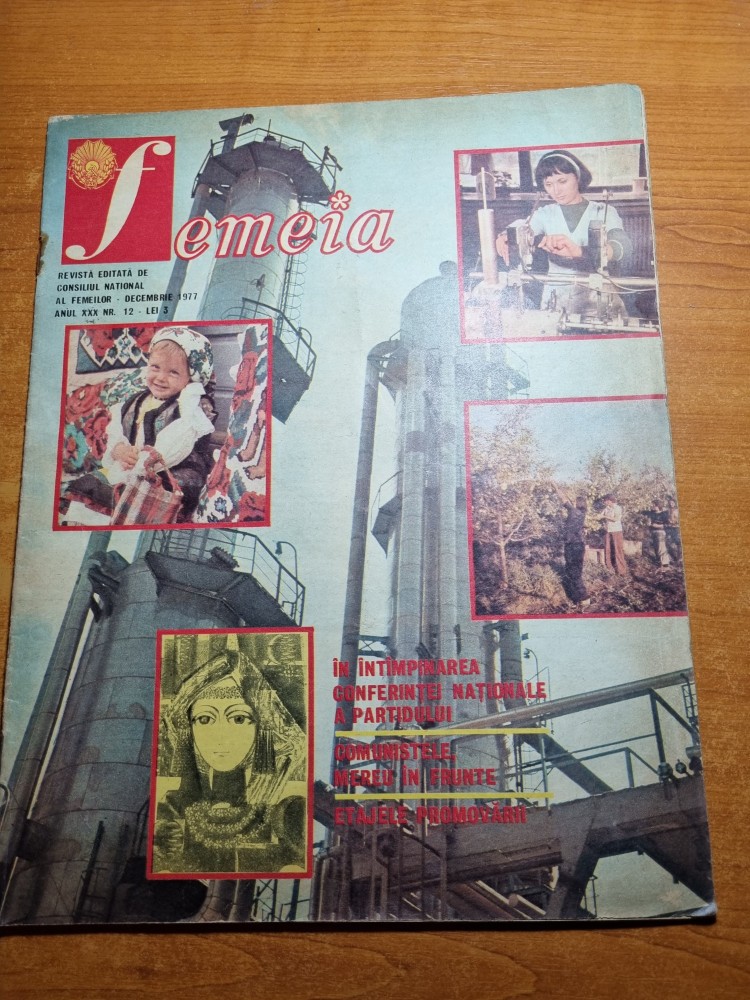 femeia
REVISTĂ EDITATĂ DE
CONSILIUL NAȚIONAL
AL FEMEILOR - DECEMBRIE 1977
ANUL XXX NR. 12 - LEI 3
ÎN ÎNTÎMPINAREA
CONFERINȚEI NAȚIONALE
A PARTIDULUI
COMUNISTELE,
MEREU ÎN FRUNTE
ETAJELE PROMOVĂRII